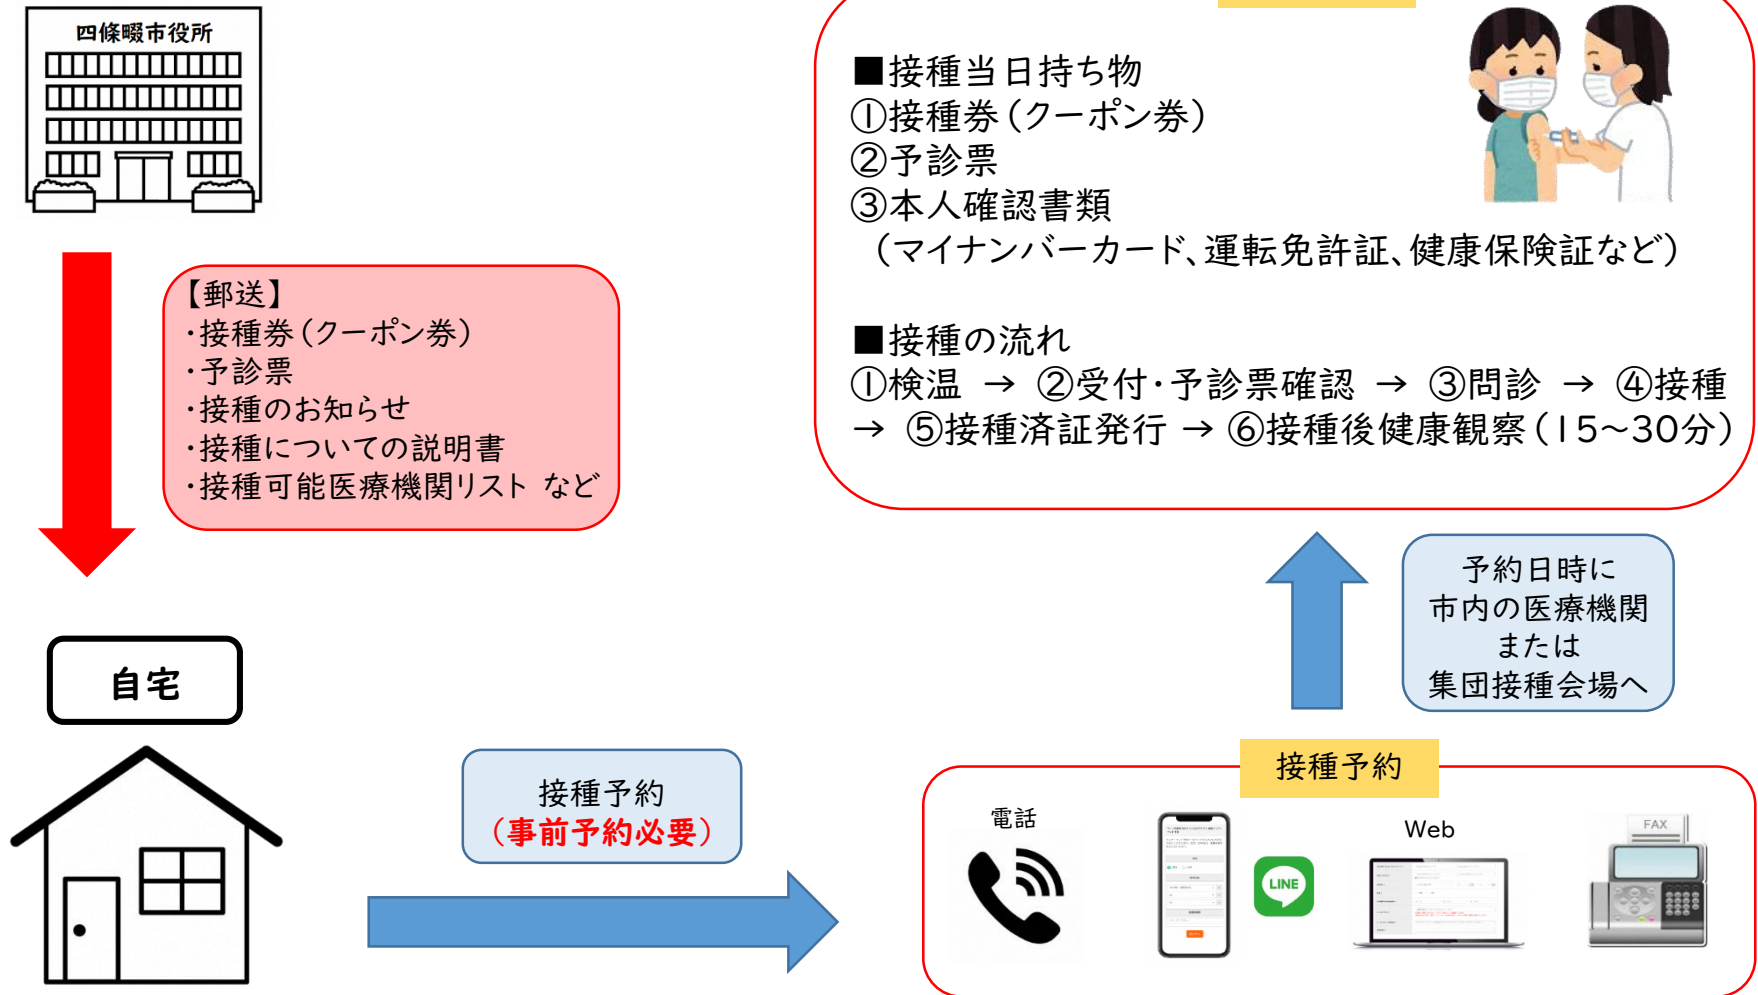 四條畷市役所
【郵送】
・接種券（クーポン券）
・予診票
・接種のお知らせ
・接種についての説明書
・接種可能医療機関リスト など
自宅
接種予約
（事前予約必要）
接種予約
電話
LINE
Web
FAX
予約日時に
市内の医療機関
または
集団接種会場へ
■接種当日持ち物
①接種券（クーポン券）
②予診票
③本人確認書類
（マイナンバーカード、運転免許証、健康保険証など）
■接種の流れ
①検温 → ②受付・予診票確認 → ③問診 → ④接種
→ ⑤接種済証発行 → ⑥接種後健康観察（15～30分）